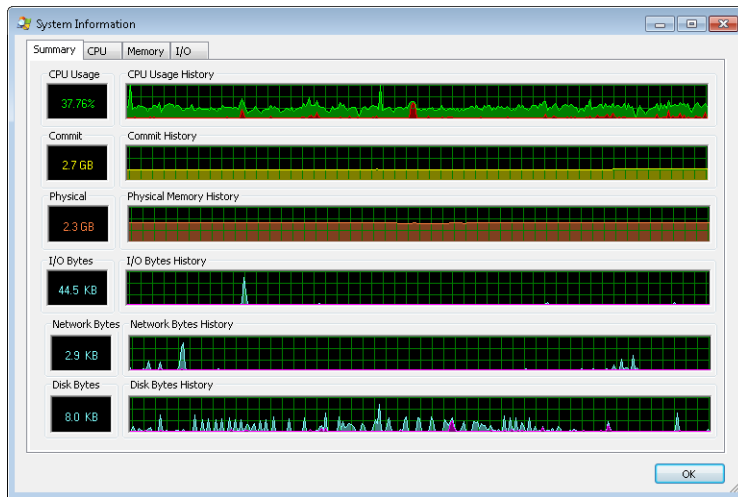 System Information
Summary CPU Memory I/O
CPU Usage CPU Usage History
37.76%
Commit Commit History
2.7 GB
Physical Physical Memory History
2.3 GB
I/O Bytes I/O Bytes History
44.5 KB
Network Bytes Network Bytes History
2.9 KB
Disk Bytes Disk Bytes History
8.0 KB
OK